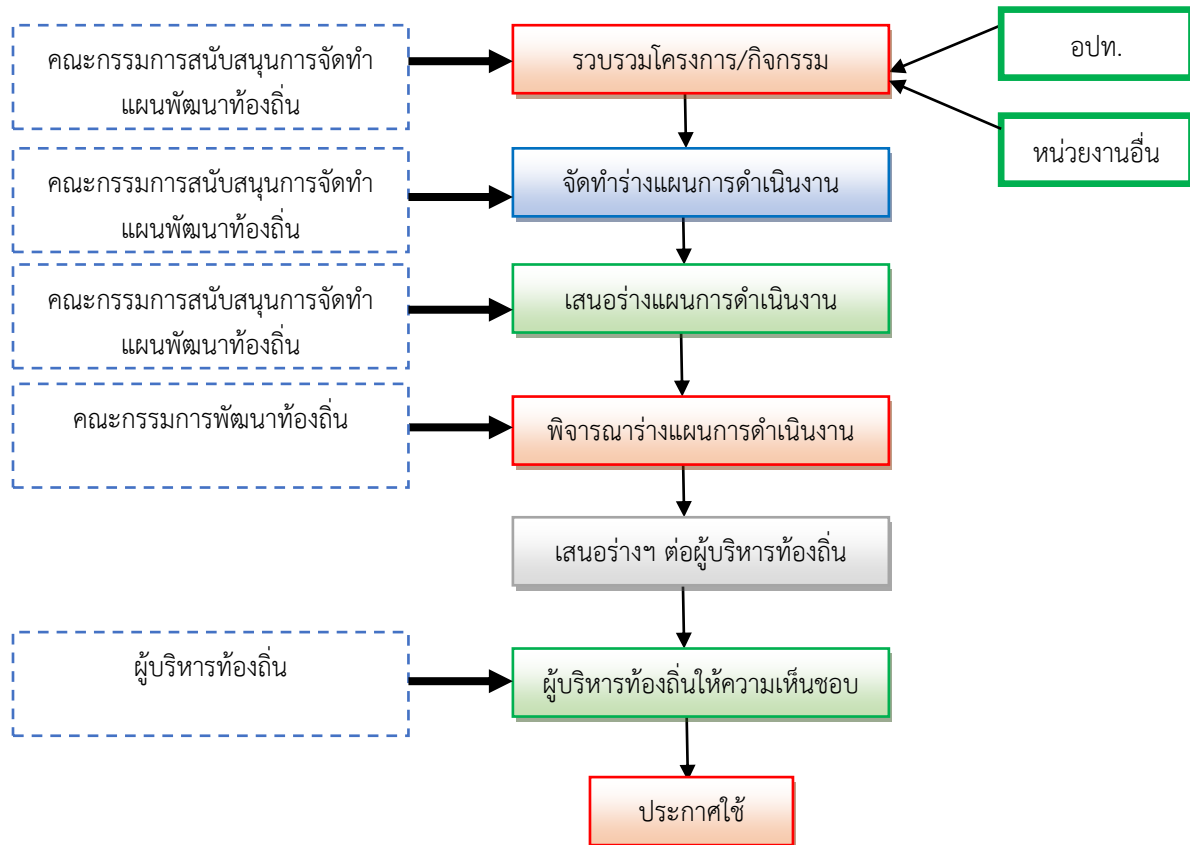 คณะกรรมการสนับสนุนการจัดทำ
แผนพัฒนาท้องถิ่น
รวบรวมโครงการ/กิจกรรม
อปท.
หน่วยงานอื่น
คณะกรรมการสนับสนุนการจัดทำ
แผนพัฒนาท้องถิ่น
จัดทำร่างแผนการดำเนินงาน
คณะกรรมการสนับสนุนการจัดทำ
แผนพัฒนาท้องถิ่น
เสนอร่างแผนการดำเนินงาน
คณะกรรมการพัฒนาท้องถิ่น
พิจารณาร่างแผนการดำเนินงาน
เสนอร่างฯ ต่อผู้บริหารท้องถิ่น
ผู้บริหารท้องถิ่น
ผู้บริหารท้องถิ่นให้ความเห็นชอบ
ประกาศใช้